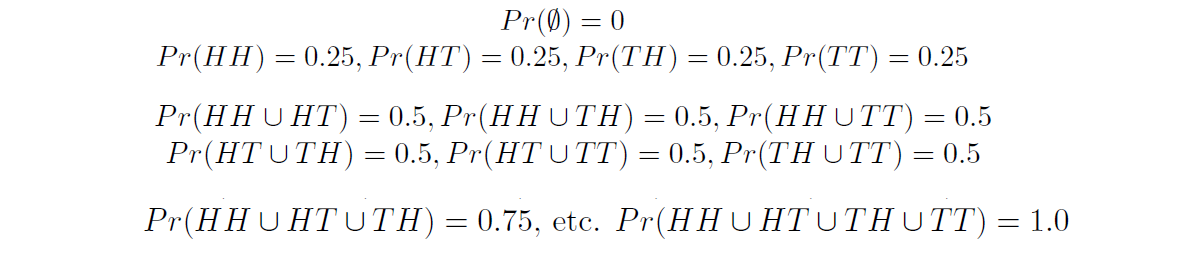 Pr(∅) = 0
Pr(HH) = 0.25, Pr(HT) = 0.25, Pr(TH) = 0.25, Pr(TT) = 0.25
Pr(HH ∪ HT) = 0.5, Pr(HH ∪ TH) = 0.5, Pr(HH ∪ TT) = 0.5
Pr(HT ∪ TH) = 0.5, Pr(HT ∪ TT) = 0.5, Pr(TH ∪ TT) = 0.5
Pr(HH ∪ HT ∪ TH) = 0.75, etc. Pr(HH ∪ HT ∪ TH ∪ TT) = 1.0